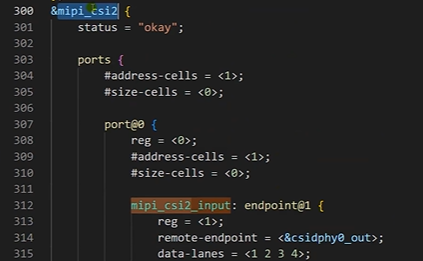 300 &mipi_csi2 {
301 status = "okay";
302
303 ports {
304 #address-cells = <1>;
305 #size-cells = <0>;
306
307 port@0 {
308 reg = <0>;
309 #address-cells = <1>;
310 #size-cells = <0>;
311
312 mipi_csi2_input: endpoint@1 {
313 reg = <1>;
314 remote-endpoint = <&csidphy0_out>;
315 data-lanes = <1 2 3 4>;